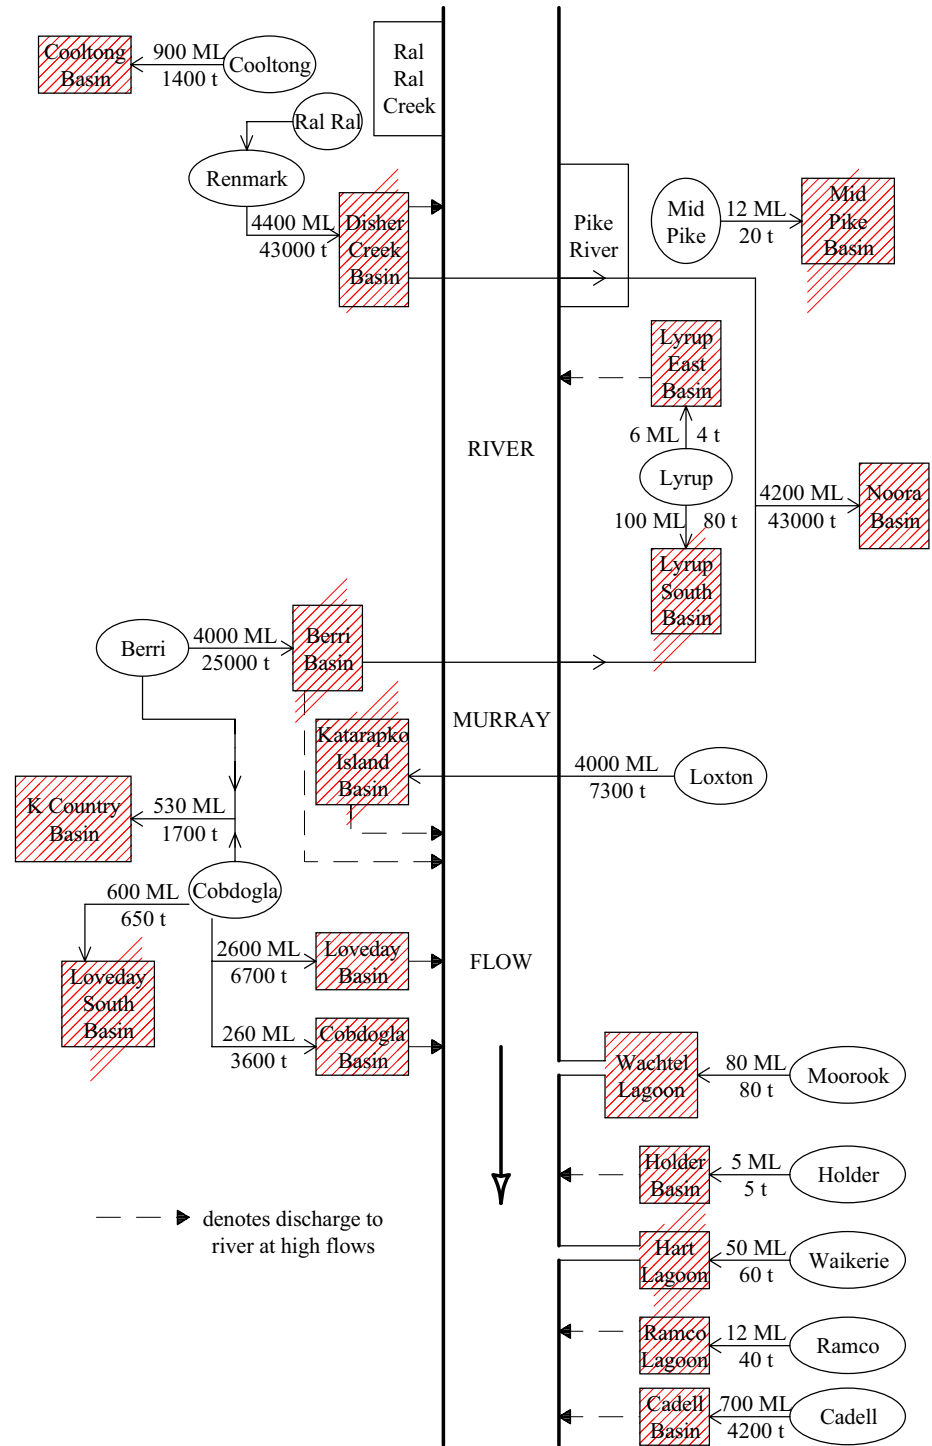 Cooltong
Basin
900 ML
1400 t
Cooltong
Ral
Ral
Creek
Ral Ral
Renmark
4400 ML
43000 t
Disher
Creek
Basin
Pike
River
Mid
Pike
12 ML
20 t
Mid
Pike
Basin
Lyrup
East
Basin
6 ML 4 t
Lyrup
100 ML 80 t
Lyrup
South
Basin
RIVER
4200 ML
43000 t
Noora
Basin
Berri
4000 ML
25000 t
Berri
Basin
MURRAY
Katarapko
Island
Basin
4000 ML
7300 t
Loxton
K Country
Basin
530 ML
1700 t
Cobdogla
600 ML
650 t
Loveday
South
Basin
2600 ML
6700 t
Loveday
Basin
FLOW
260 ML
3600 t
Cobdogla
Basin
Wachtel
Lagoon
80 ML
80 t
Moorook
Holder
Basin
5 ML
5 t
Holder
denotes discharge to
river at high flows
Hart
Lagoon
50 ML
60 t
Waikerie
Ramco
Lagoon
12 ML
40 t
Ramco
Cadell
Basin
700 ML
4200 t
Cadell